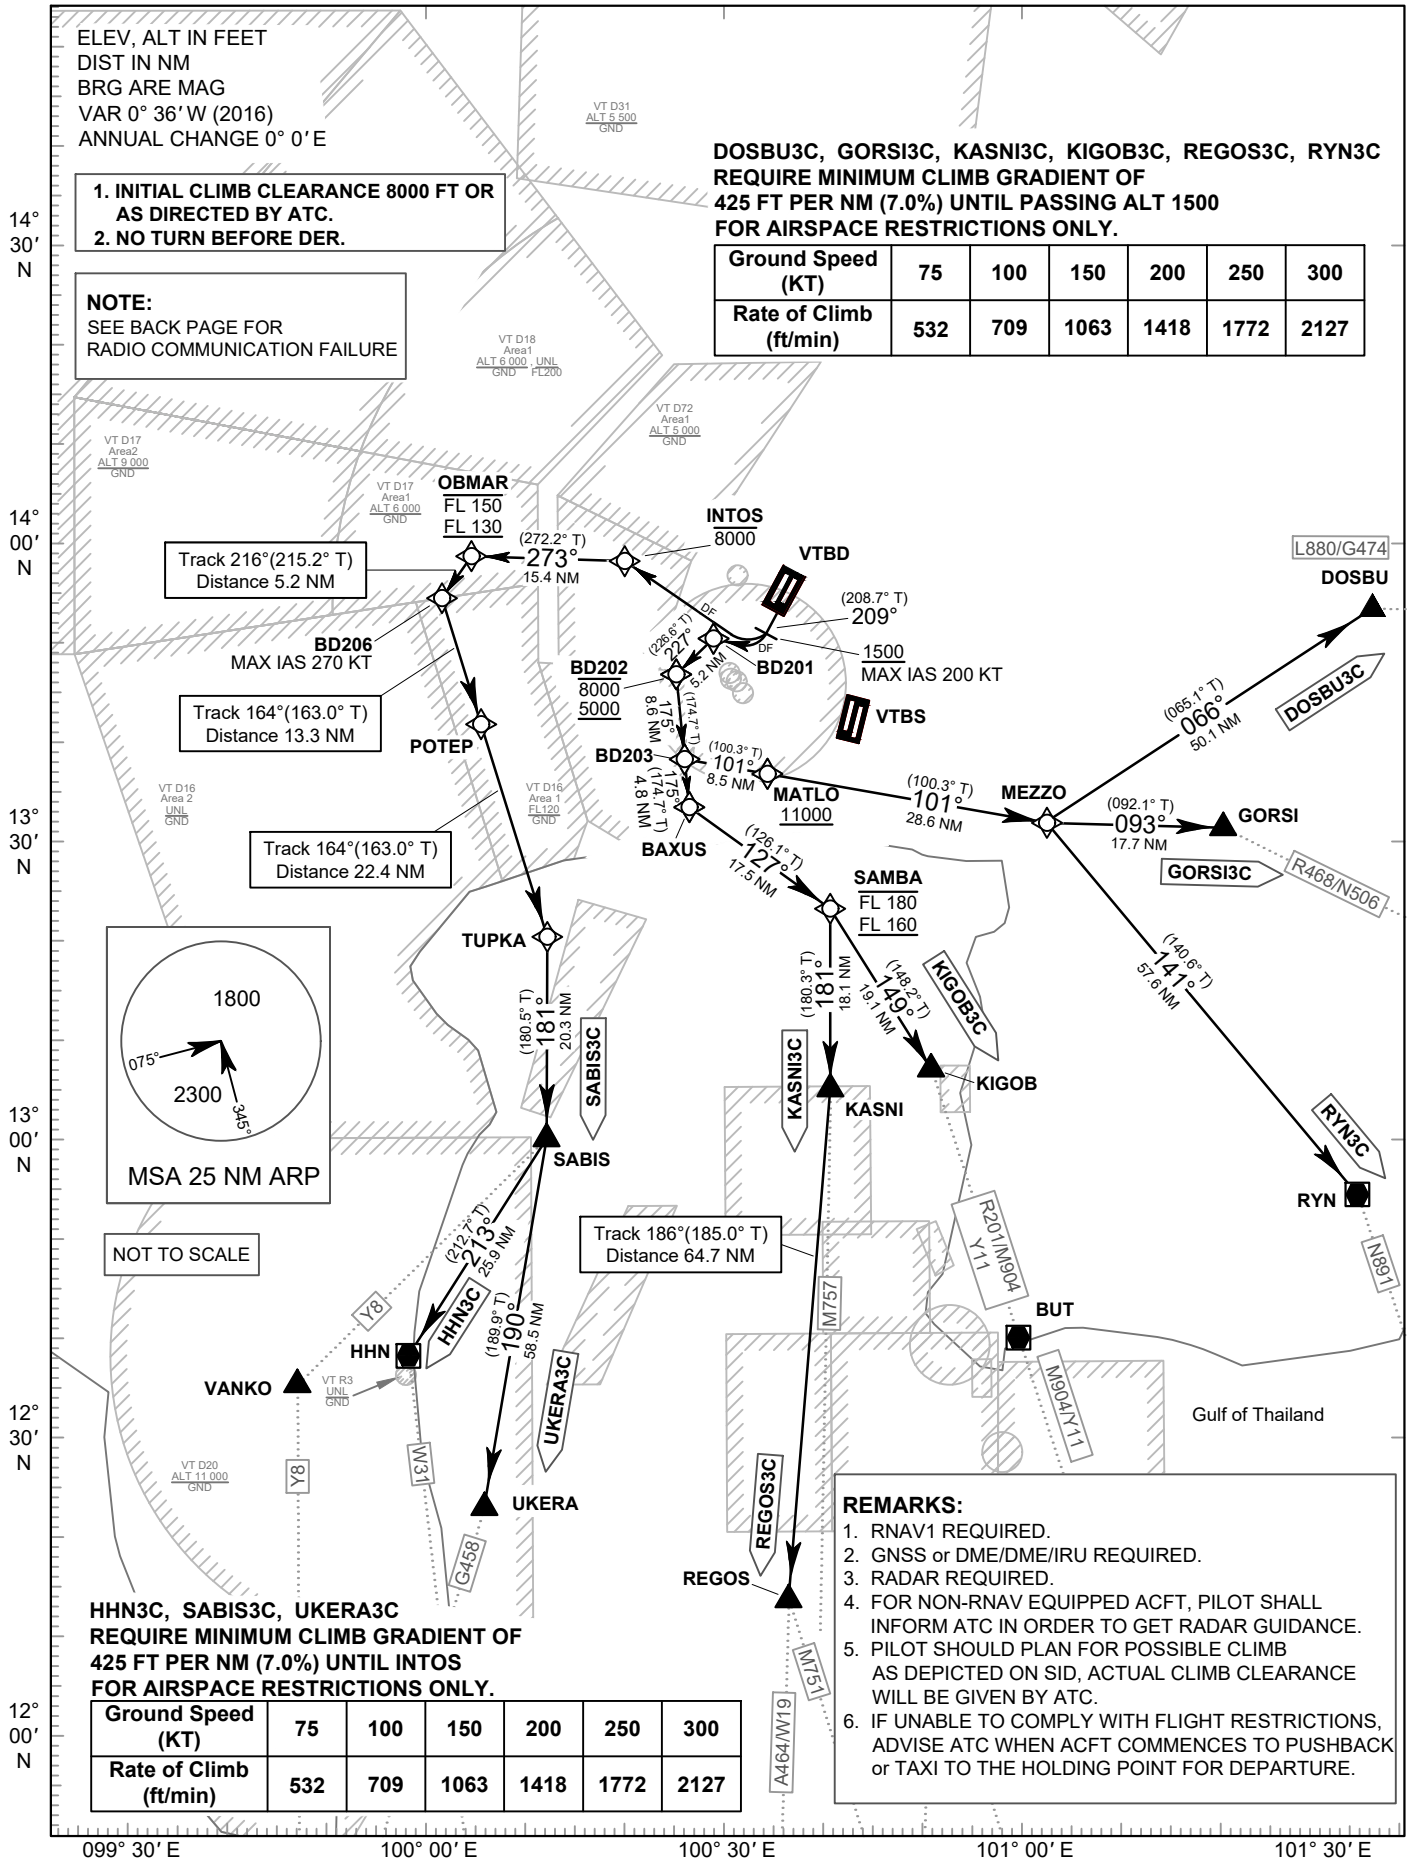 ELEV, ALT IN FEET
DIST IN NM
BRG ARE MAG
VAR 0° 36′ W (2016)
ANNUAL CHANGE 0° 0′ E
1. INITIAL CLIMB CLEARANCE 8000 FT OR
AS DIRECTED BY ATC.
2. NO TURN BEFORE DER.
NOTE:
SEE BACK PAGE FOR
RADIO COMMUNICATION FAILURE
DOSBU3C, GORSI3C, KASNI3C, KIGOB3C, REGOS3C, RYN3C
REQUIRE MINIMUM CLIMB GRADIENT OF
425 FT PER NM (7.0%) UNTIL PASSING ALT 1500
FOR AIRSPACE RESTRICTIONS ONLY.
Ground Speed (KT) 75 100 150 200 250 300
Rate of Climb (ft/min) 532 709 1063 1418 1772 2127
VT D31
ALT 5 500
GND
VT D18
Area1
ALT 6 000 , UNL
GND FL200
VT D72
Area1
ALT 5 000
GND
VT D17
Area2
ALT 9 000
GND
VT D17
Area1
ALT 6 000
GND
14°
30′
N
14°
00′
N
13°
30′
N
13°
00′
N
12°
30′
N
12°
00′
N
OBMAR
FL 150
FL 130
INTOS
8000
VTBD
(272.2° T)
273°
15.4 NM
Track 216°(215.2° T)
Distance 5.2 NM
DF
DF
(208.7° T)
209°
1500
MAX IAS 200 KT
L880/G474
DOSBU
BD206
MAX IAS 270 KT
(226.6° T)
227°
5.2 NM
BD201
BD202
8000
5000
VTBS
Track 164°(163.0° T)
Distance 13.3 NM
POTEP
175°
8.6 NM
(174.7° T)
BD203
(100.3° T)
101°
8.5 NM
MATLO
11000
175°
(174.7° T)
4.8 NM
BAXUS
(100.3° T)
101°
28.6 NM
MEZZO
(065.1° T)
066°
50.1 NM
DOSBU3C
(092.1° T)
093°
17.7 NM
GORSI
GORSI3C
R468/N506
VT D16
Area 2
UNL
GND
VT D16
Area 1
FL120
GND
Track 164°(163.0° T)
Distance 22.4 NM
(126.1° T)
127°
17.5 NM
SAMBA
FL 180
FL 160
TUPKA
(180.5° T)
181°
20.3 NM
SABIS3C
(180.3° T)
181°
18.1 NM
KASNI3C
(148.2° T)
149°
19.1 NM
KIGOB3C
(140.6° T)
141°
57.6 NM
1800
075°
2300
345°
MSA 25 NM ARP
NOT TO SCALE
KIGOB
KASNI
SABIS
RYN3C
RYN
N891
(212.7° T)
213°
25.9 NM
HHN3C
Y8
(189.9° T)
190°
58.5 NM
UKERA3C
Track 186°(185.0° T)
Distance 64.7 NM
M757
R201/M904
Y11
BUT
M904/Y11
HHN
VANKO
VT R3
UNL
GND
VT D20
ALT 11 000
GND
Y8
W31
UKERA
G458
REGOS3C
REGOS
M751
A464/W19
Gulf of Thailand
HHN3C, SABIS3C, UKERA3C
REQUIRE MINIMUM CLIMB GRADIENT OF
425 FT PER NM (7.0%) UNTIL INTOS
FOR AIRSPACE RESTRICTIONS ONLY.
Ground Speed (KT) 75 100 150 200 250 300
Rate of Climb (ft/min) 532 709 1063 1418 1772 2127
REMARKS:
1. RNAV1 REQUIRED.
2. GNSS or DME/DME/IRU REQUIRED.
3. RADAR REQUIRED.
4. FOR NON-RNAV EQUIPPED ACFT, PILOT SHALL
INFORM ATC IN ORDER TO GET RADAR GUIDANCE.
5. PILOT SHOULD PLAN FOR POSSIBLE CLIMB
AS DEPICTED ON SID, ACTUAL CLIMB CLEARANCE
WILL BE GIVEN BY ATC.
6. IF UNABLE TO COMPLY WITH FLIGHT RESTRICTIONS,
ADVISE ATC WHEN ACFT COMMENCES TO PUSHBACK
or TAXI TO THE HOLDING POINT FOR DEPARTURE.
099° 30′ E
100° 00′ E
100° 30′ E
101° 00′ E
101° 30′ E